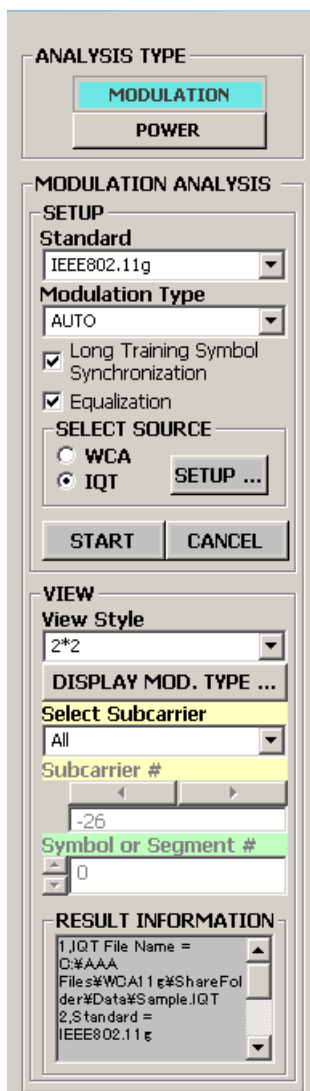 ANALYSIS TYPE
MODULATION
POWER
MODULATION ANALYSIS
SETUP
Standard
IEEE802.11g
Modulation Type
AUTO
Long Training Symbol
Synchronization
Equalization
SELECT SOURCE
WCA
IQT
SETUP ...
START
CANCEL
VIEW
View Style
2*2
DISPLAY MOD. TYPE ...
Select Subcarrier
All
Subcarrier #
-26
Symbol or Segment #
0
RESULT INFORMATION
1,IQT File Name =
C:¥AAA
Files¥WCA11g¥ShareFol
der¥Data¥Sample.IQT
2,Standard =
IEEE802.11g